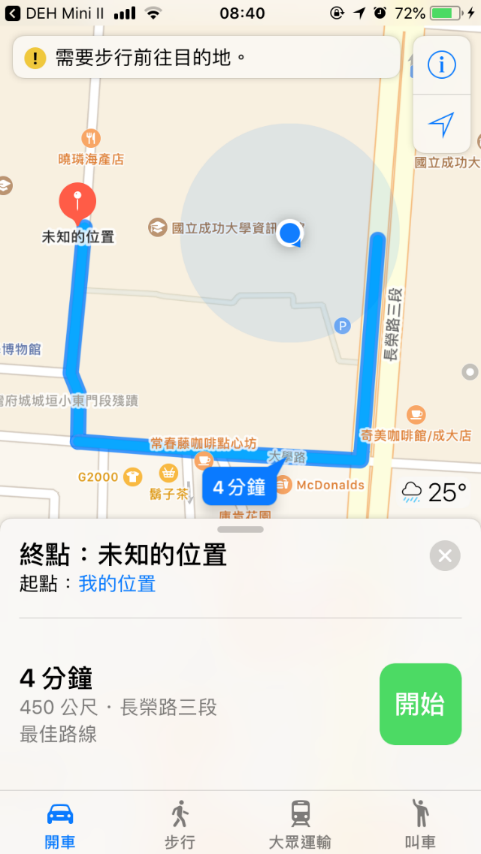 DEH Mini II
08:40
72%
需要步行前往目的地。
曉璘海產店
國立成功大
未知的位置
國立成功大學資訊
P
長榮路三段
博物館
府城城垣小東門段殘蹟
常春藤咖啡點心坊
奇美咖啡館/成大店
大學路
G2000
鬍子茶
4 分鐘
McDonalds
25°
終點：未知的位置
起點：我的位置
4 分鐘
450 公尺 · 長榮路三段
最佳路線
開始
開車
步行
大眾運輸
叫車